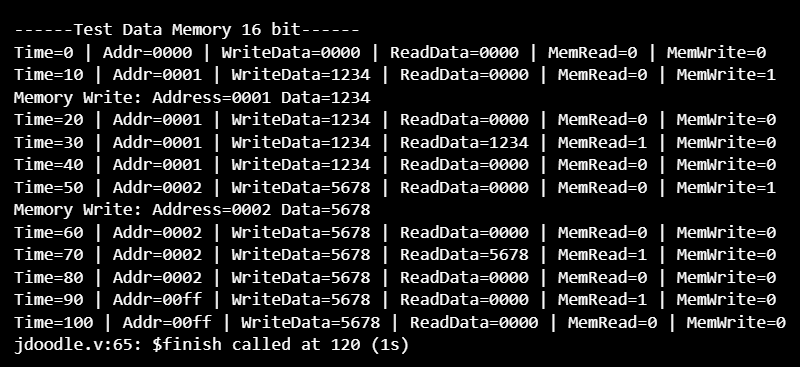 ------Test Data Memory 16 bit------
Time=0 | Addr=0000 | WriteData=0000 | ReadData=0000 | MemRead=0 | MemWrite=0
Time=10 | Addr=0001 | WriteData=1234 | ReadData=0000 | MemRead=0 | MemWrite=1
Memory Write: Address=0001 Data=1234
Time=20 | Addr=0001 | WriteData=1234 | ReadData=0000 | MemRead=0 | MemWrite=0
Time=30 | Addr=0001 | WriteData=1234 | ReadData=1234 | MemRead=1 | MemWrite=0
Time=40 | Addr=0001 | WriteData=1234 | ReadData=0000 | MemRead=0 | MemWrite=0
Time=50 | Addr=0002 | WriteData=5678 | ReadData=0000 | MemRead=0 | MemWrite=1
Memory Write: Address=0002 Data=5678
Time=60 | Addr=0002 | WriteData=5678 | ReadData=0000 | MemRead=0 | MemWrite=0
Time=70 | Addr=0002 | WriteData=5678 | ReadData=5678 | MemRead=1 | MemWrite=0
Time=80 | Addr=0002 | WriteData=5678 | ReadData=0000 | MemRead=0 | MemWrite=0
Time=90 | Addr=00ff | WriteData=5678 | ReadData=0000 | MemRead=1 | MemWrite=0
Time=100 | Addr=00ff | WriteData=5678 | ReadData=0000 | MemRead=0 | MemWrite=0
jdoodle.v:65: $finish called at 120 (1s)